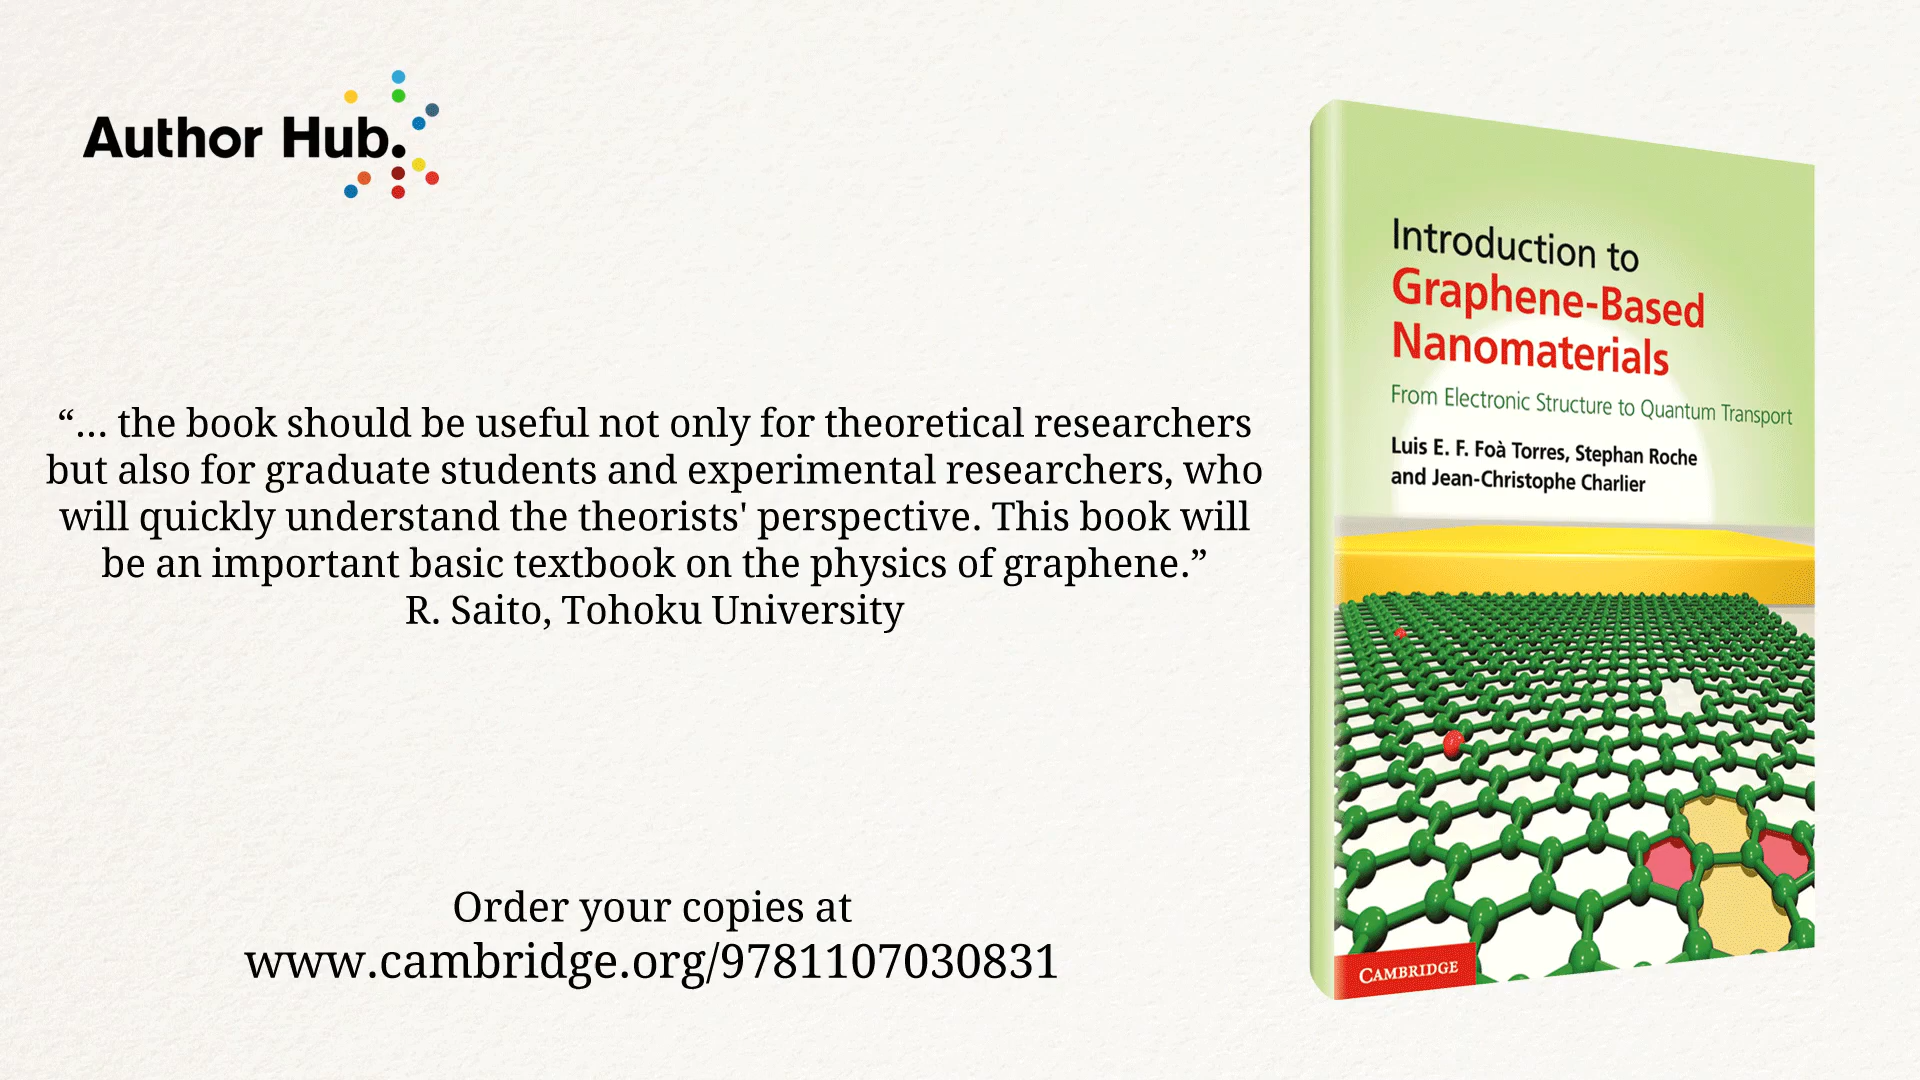 Author Hub.
“... the book should be useful not only for theoretical researchers
but also for graduate students and experimental researchers, who
will quickly understand the theorists' perspective. This book will
be an important basic textbook on the physics of graphene.”
R. Saito, Tohoku University
Order your copies at
www.cambridge.org/9781107030831
Introduction to
Graphene-Based
Nanomaterials
From Electronic Structure to Quantum Transport
Luis E. F. Foà Torres, Stephan Roche
and Jean-Christophe Charlier
CAMBRIDGE